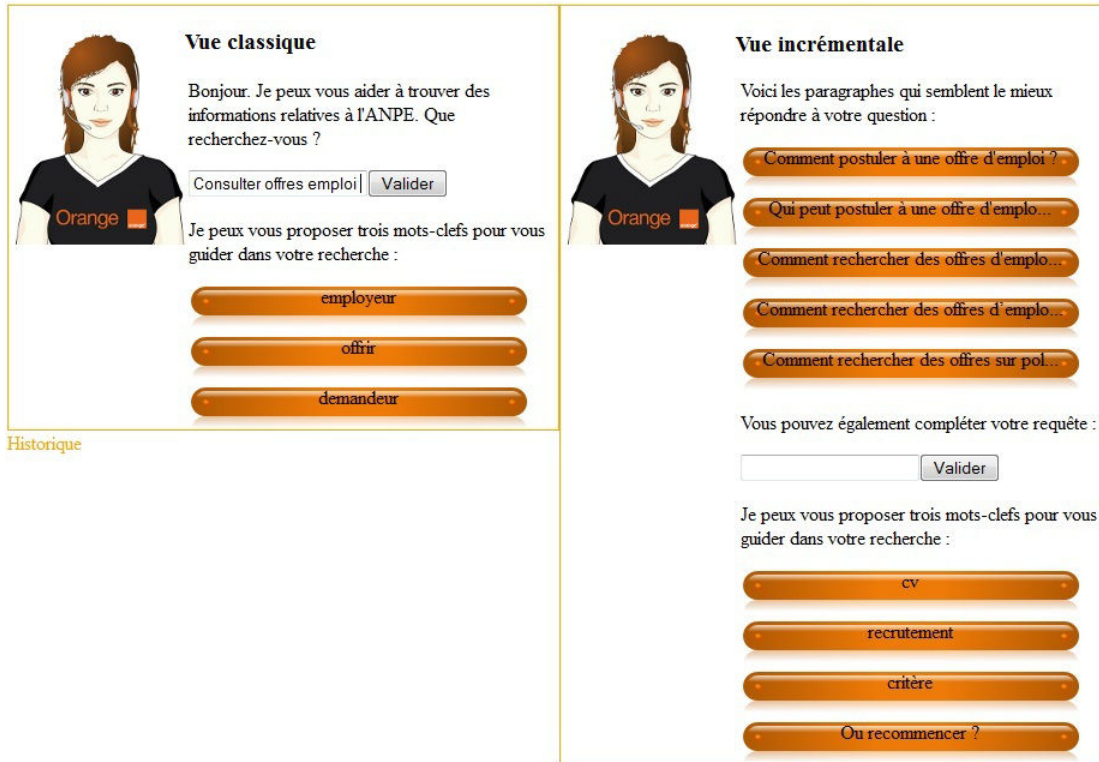 Vue classique
Bonjour. Je peux vous aider à trouver des
informations relatives à l'ANPE. Que
recherchez-vous ?
Consulter offres emploi
Valider
Orange
Je peux vous proposer trois mots-clefs pour vous
guider dans votre recherche :
employeur
offrir
demandeur
Historique
Vue incrémentale
Voici les paragraphes qui semblent le mieux
répondre à votre question :
Comment postuler à une offre d'emploi ?
Qui peut postuler à une offre d'emplo...
Orange
Comment rechercher des offres d'emplo...
Comment rechercher des offres d’emplo...
Comment rechercher des offres sur pol...
Vous pouvez également compléter votre requête :
Valider
Je peux vous proposer trois mots-clefs pour vous
guider dans votre recherche :
cv
recrutement
critère
Ou recommencer ?